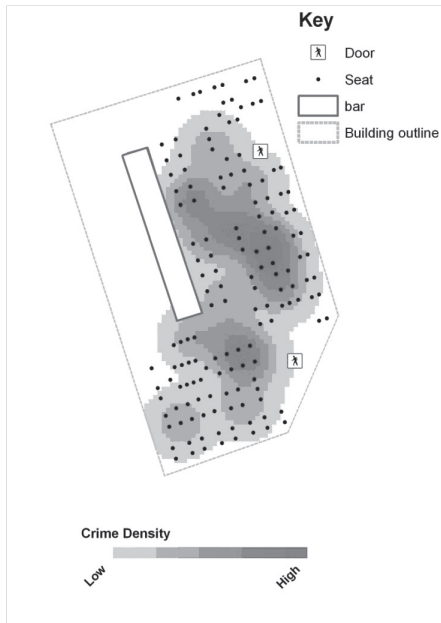 Key
Door
Seat
bar
Building outline
Crime Density
Low
High